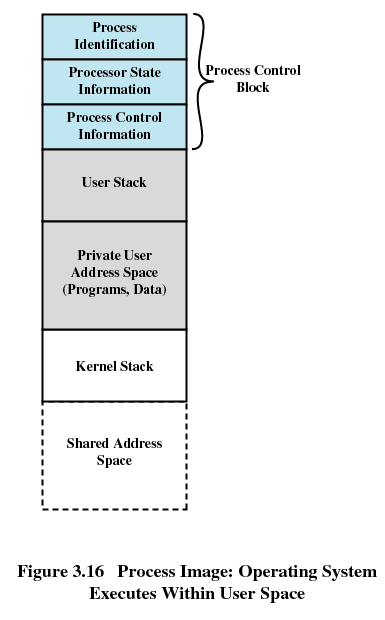 Process
Identification
Processor State
Information
Process Control
Information
Process Control
Block
User Stack
Private User
Address Space
(Programs, Data)
Kernel Stack
Shared Address
Space
Figure 3.16 Process Image: Operating System
Executes Within User Space